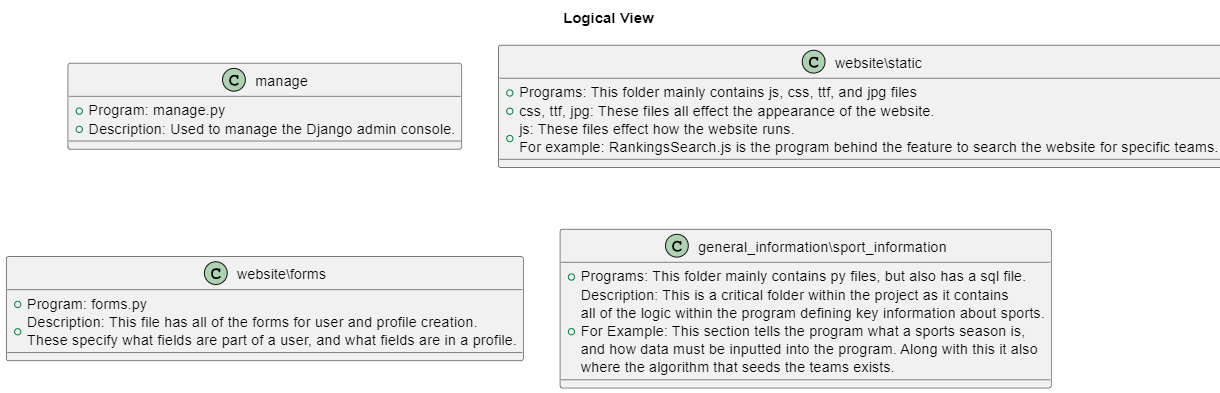 Logical View
C manage
Program: manage.py
Description: Used to manage the Django admin console.
C website\static
Programs: This folder mainly contains js, css, ttf, and jpg files
css, ttf, jpg: These files all effect the appearance of the website.
js: These files effect how the website runs.
For example: RankingsSearch.js is the program behind the feature to search the website for specific teams.
C website\forms
Program: forms.py
Description: This file has all of the forms for user and profile creation.
These specify what fields are part of a user, and what fields are in a profile.
C general_information\sport_information
Programs: This folder mainly contains py files, but also has a sql file.
Description: This is a critical folder within the project as it contains
all of the logic within the program defining key information about sports.
For Example: This section tells the program what a sports season is,
and how data must be inputted into the program. Along with this it also
where the algorithm that seeds the teams exists.